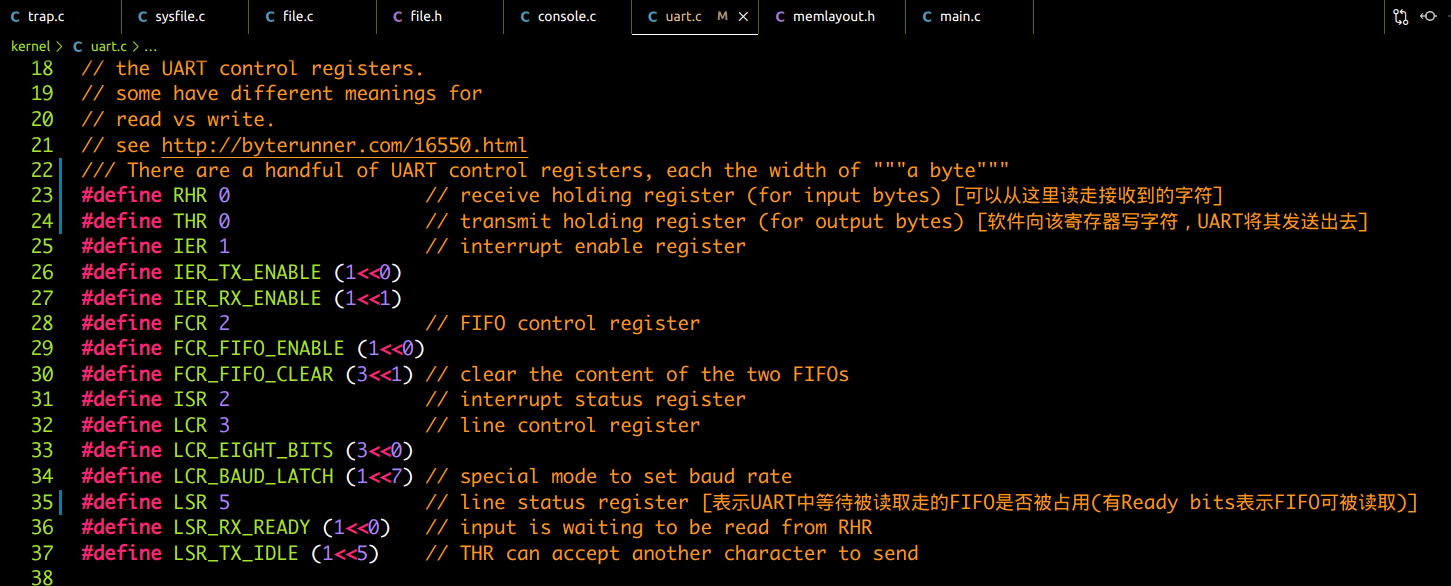 C trap.c C sysfile.c C file.c C file.h C console.c C uart.c M × C memlayout.h C main.c
kernel > C uart.c > ...
18 // the UART control registers.
19 // some have different meanings for
20 // read vs write.
21 // see http://byterunner.com/16550.html
22 /// There are a handful of UART control registers, each the width of """a byte"""
23 #define RHR 0 // receive holding register (for input bytes) [可以从这里读走接收到的字符]
24 #define THR 0 // transmit holding register (for output bytes) [软件向该寄存器写字符，UART将其发送出去]
25 #define IER 1 // interrupt enable register
26 #define IER_TX_ENABLE (1<<0)
27 #define IER_RX_ENABLE (1<<1)
28 #define FCR 2 // FIFO control register
29 #define FCR_FIFO_ENABLE (1<<0)
30 #define FCR_FIFO_CLEAR (3<<1) // clear the content of the two FIFOs
31 #define ISR 2 // interrupt status register
32 #define LCR 3 // line control register
33 #define LCR_EIGHT_BITS (3<<0)
34 #define LCR_BAUD_LATCH (1<<7) // special mode to set baud rate
35 #define LSR 5 // line status register [表示UART中等待被读取走的FIFO是否被占用(有Ready bits表示FIFO可被读取)]
36 #define LSR_RX_READY (1<<0) // input is waiting to be read from RHR
37 #define LSR_TX_IDLE (1<<5) // THR can accept another character to send
38